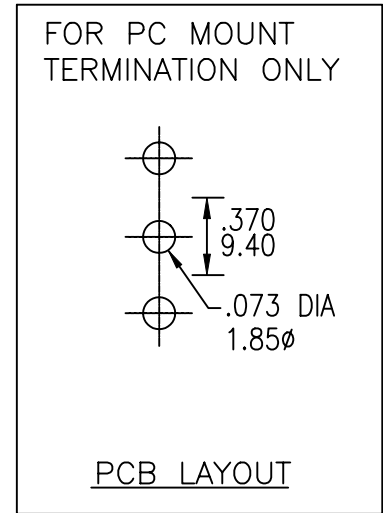 FOR PC MOUNT
TERMINATION ONLY
.370
9.40
.073 DIA
1.85ø
PCB LAYOUT